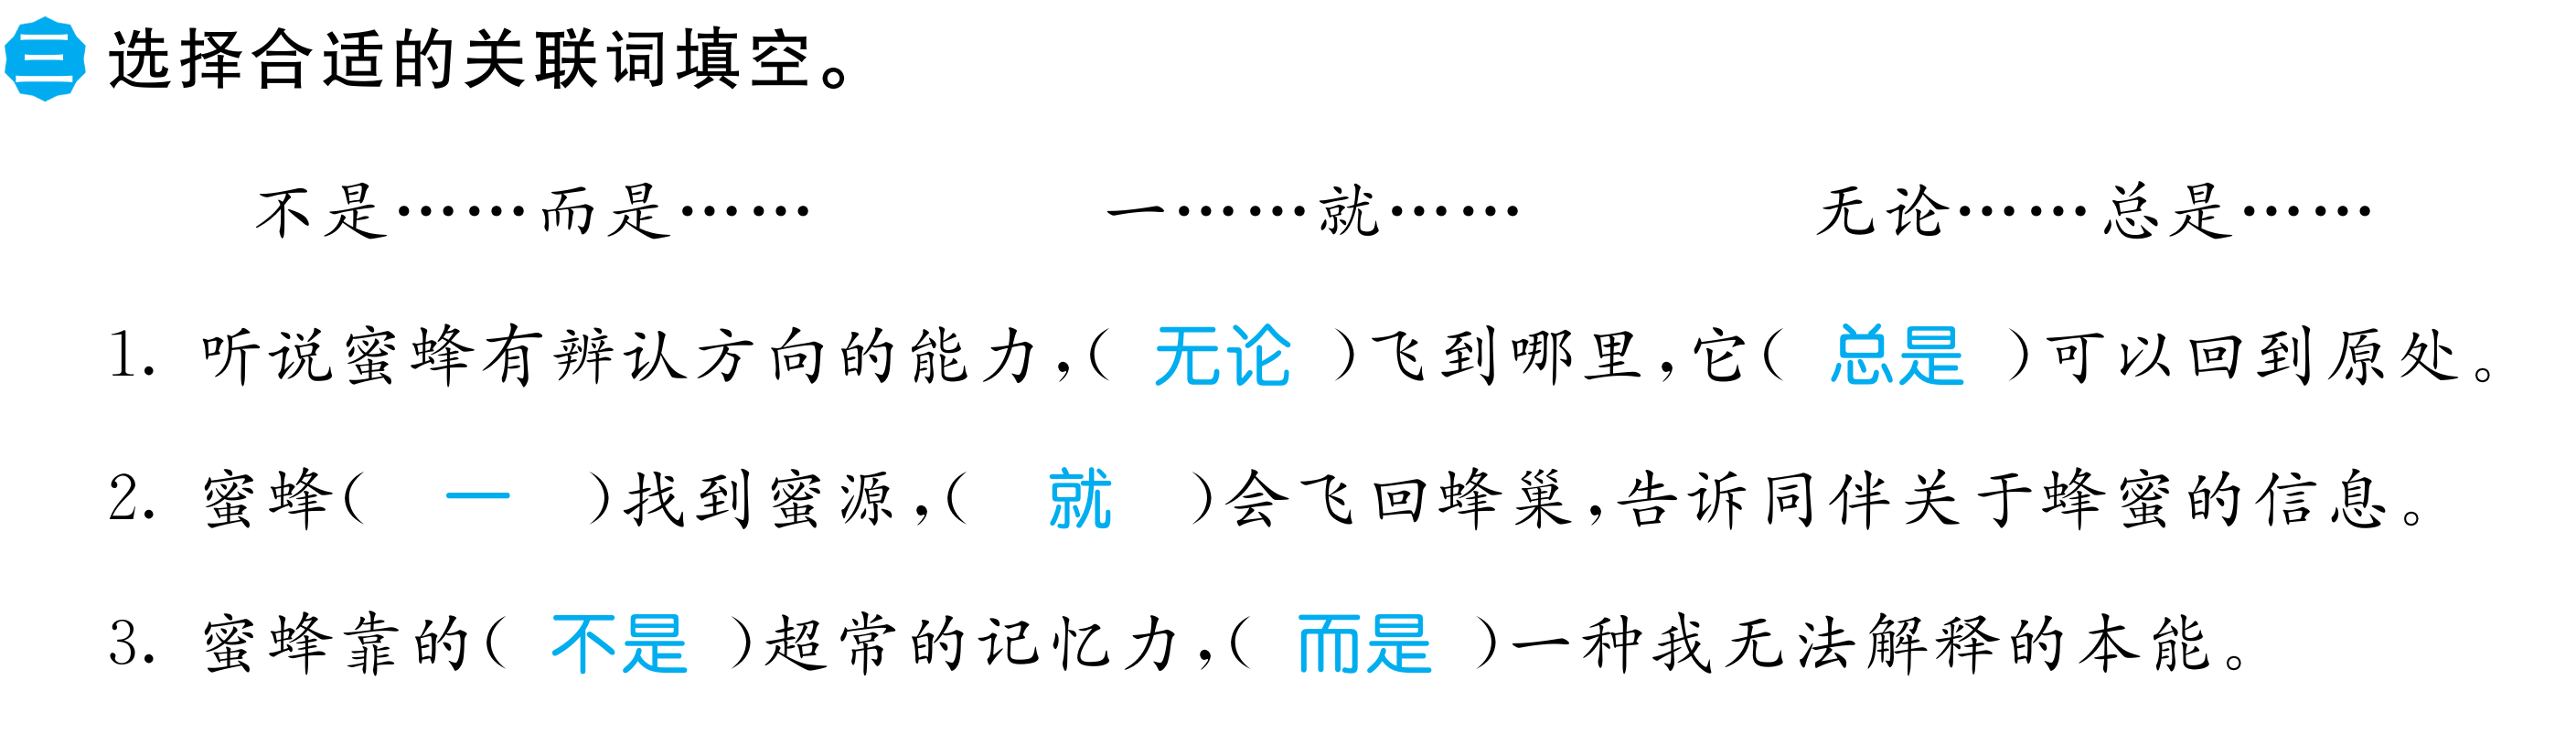 三 选择合适的关联词填空。
不是……而是…… 一……就…… 无论……总是……
1. 听说蜜蜂有辨认方向的能力,( 无论 )飞到哪里,它( 总是 )可以回到原处。
2. 蜜蜂( 一 )找到蜜源,( 就 )会飞回蜂巢,告诉同伴关于蜂蜜的信息。
3. 蜜蜂靠的( 不是 )超常的记忆力,( 而是 )一种我无法解释的本能。